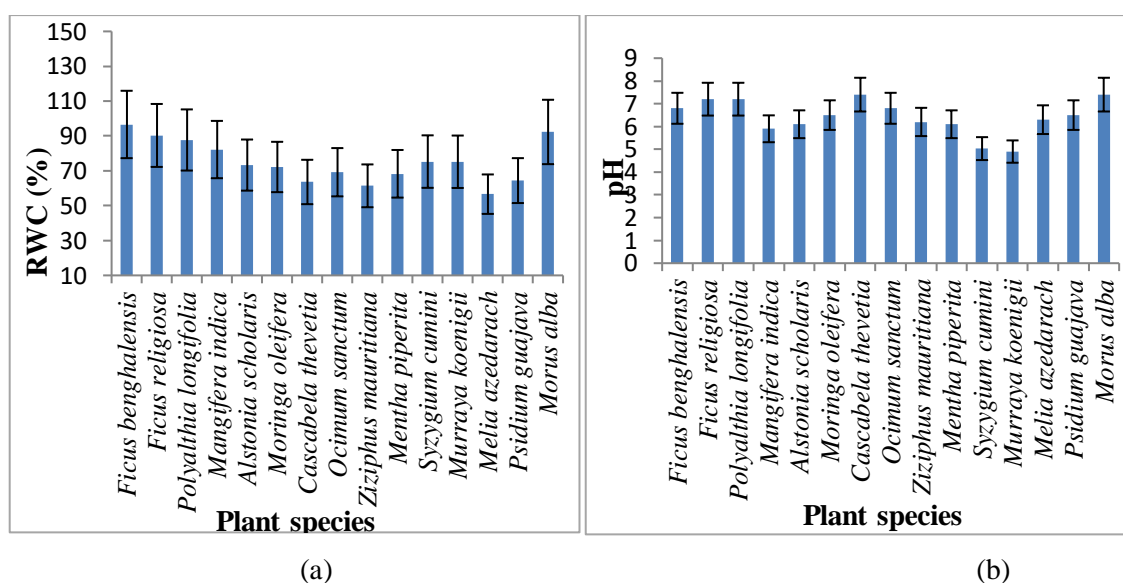 150
130
110
90
70
50
30
10
RWC (%)
Ficus benghalensis
Ficus religiosa
Polyalthia longifolia
Mangifera indica
Alstonia scholaris
Moringa oleifera
Cascabela thevetia
Ocimum sanctum
Ziziphus mauritiana
Mentha piperita
Syzygium cumini
Murraya koenigii
Melia azedarach
Psidium guajava
Morus alba
Plant species
(a)
9
8
7
6
5
4
3
2
1
0
pH
Ficus benghalensis
Ficus religiosa
Polyalthia longifolia
Mangifera indica
Alstonia scholaris
Moringa oleifera
Cascabela thevetia
Ocimum sanctum
Ziziphus mauritiana
Mentha piperita
Syzygium cumini
Murraya koenigii
Melia azedarach
Psidium guajava
Morus alba
Plant species
(b)